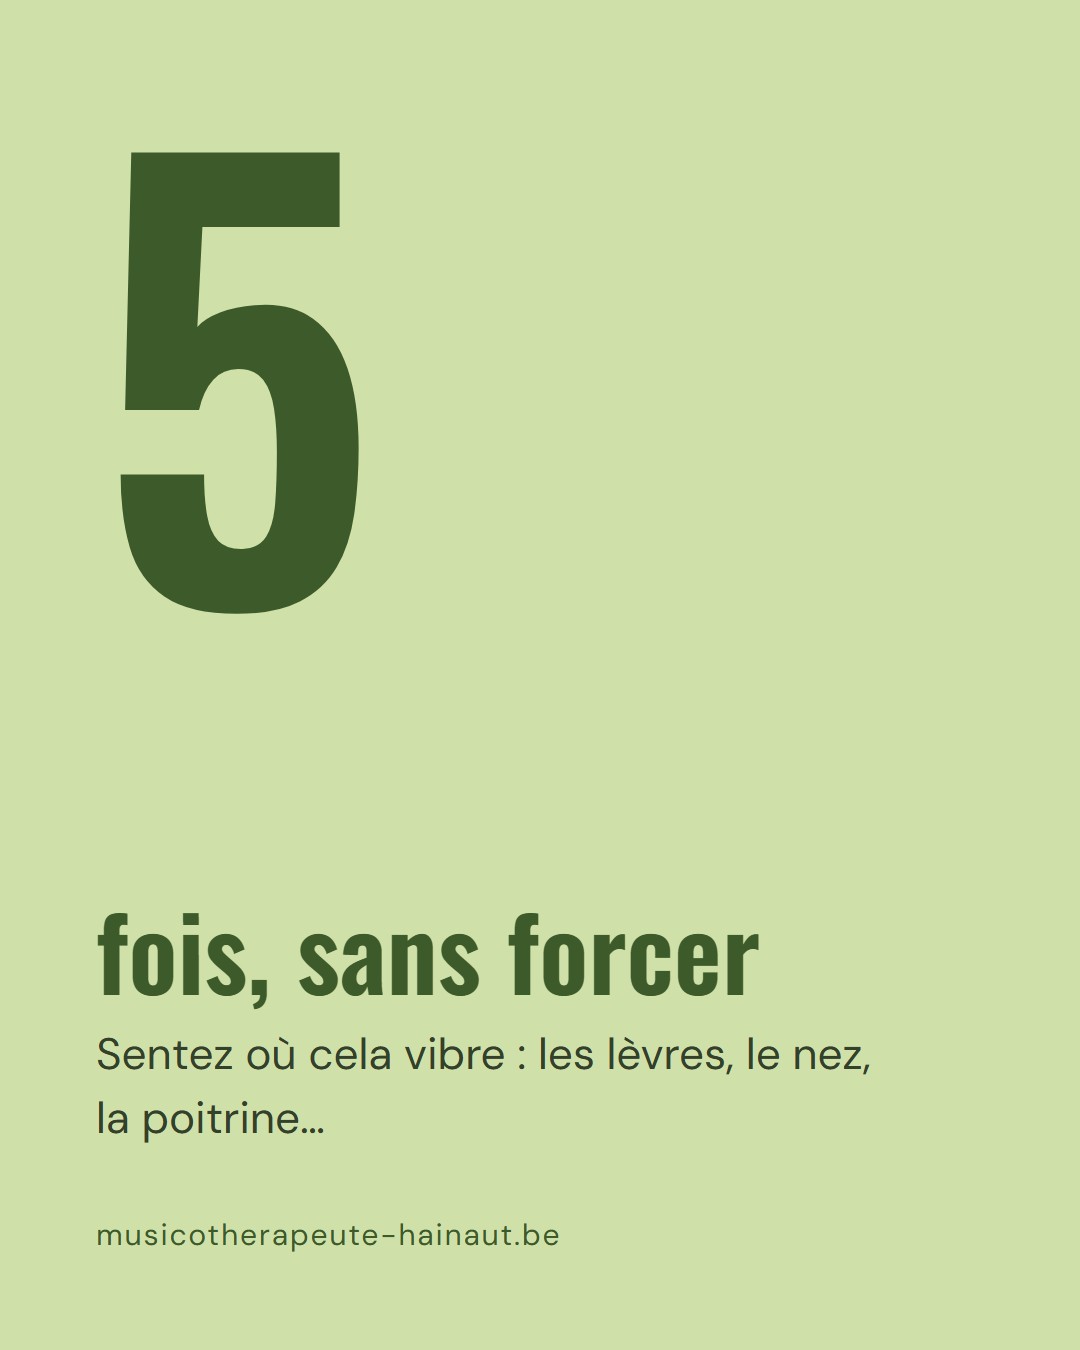 5
fois, sans forcer
Sentez où cela vibre : les lèvres, le nez,
la poitrine…
musicotherapeute-hainaut.be